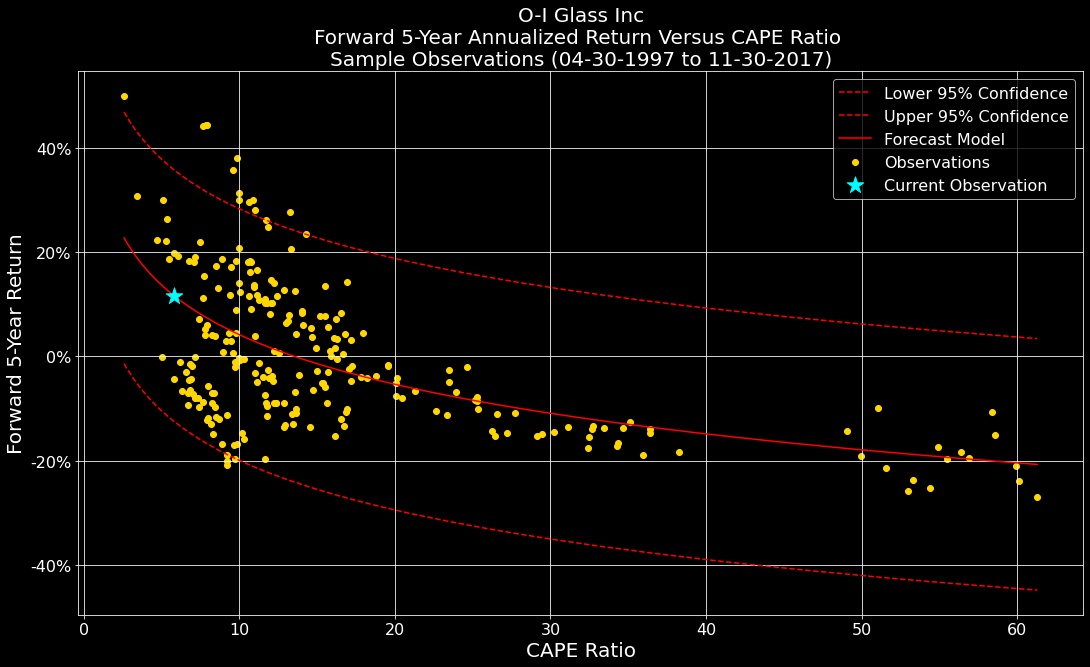 O-I Glass Inc
Forward 5-Year Annualized Return Versus CAPE Ratio
Sample Observations (04-30-1997 to 11-30-2017)
Lower 95% Confidence
Upper 95% Confidence
Forecast Model
Observations
Current Observation
Forward 5-Year Return
40%
20%
0%
-20%
-40%
0 10 20 30 40 50 60
CAPE Ratio